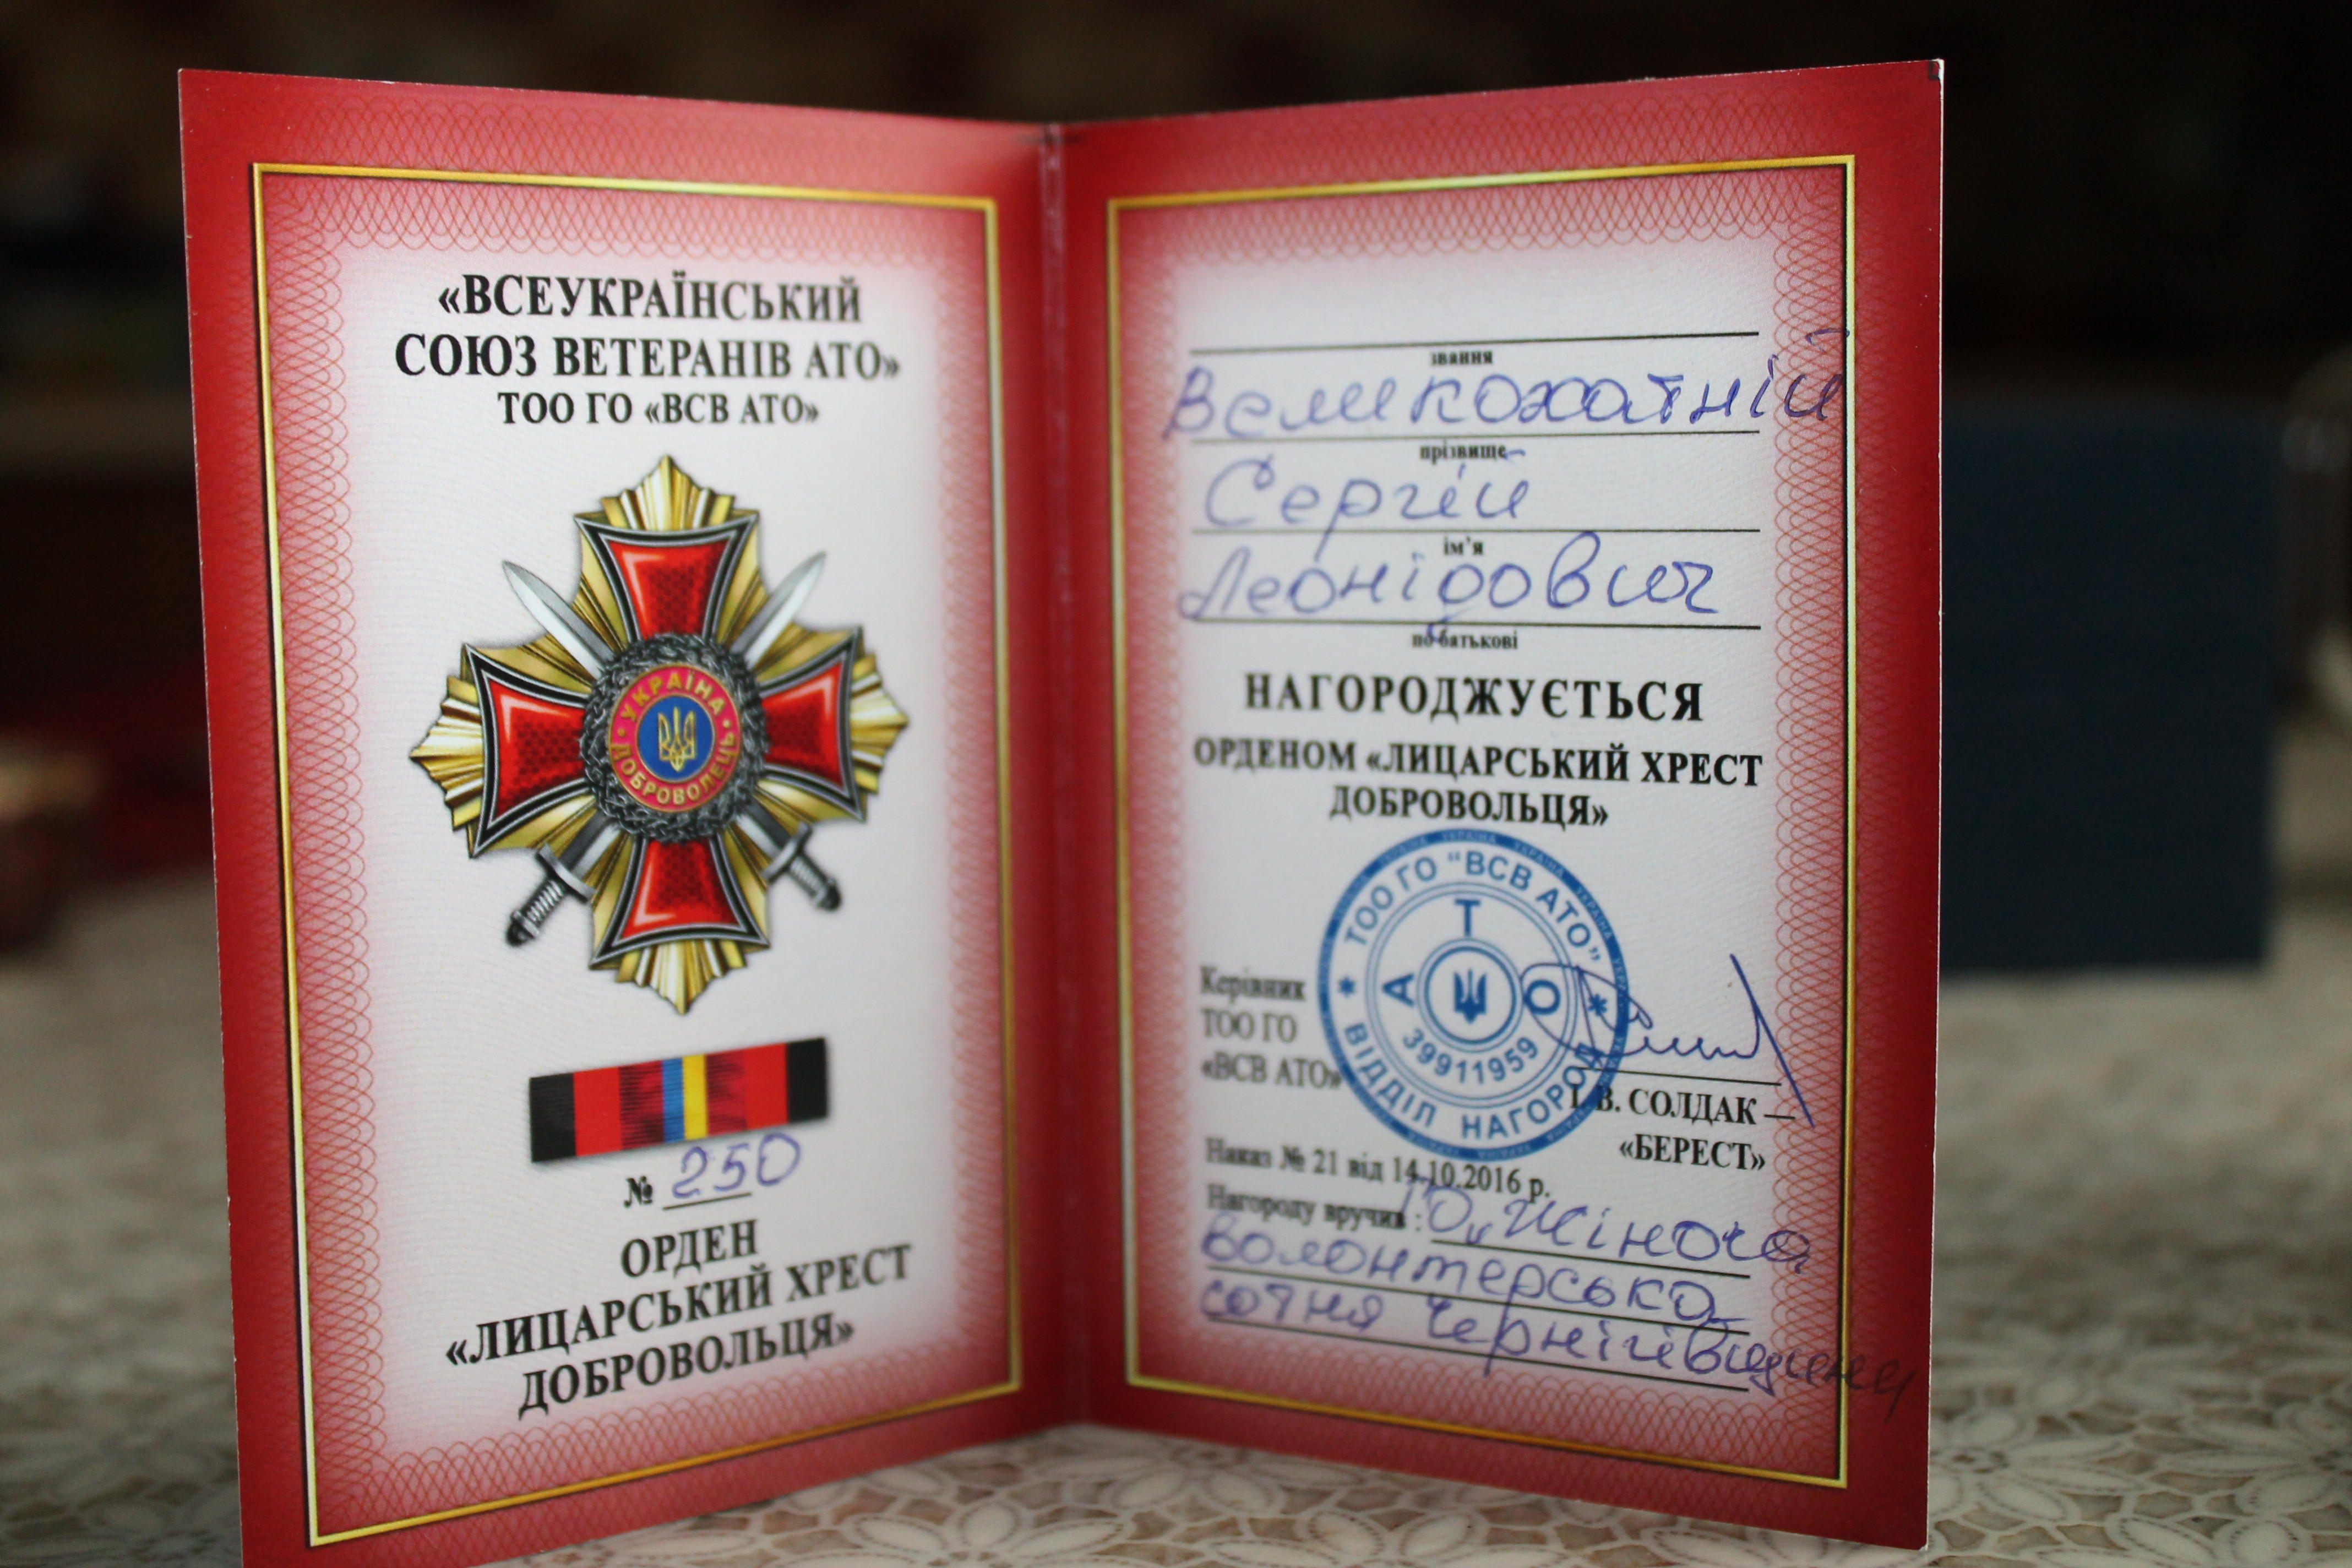 «ВСЕУКРАЇНСЬКИЙ
СОЮЗ ВЕТЕРАНІВ АТО»
ТОО ГО «ВСВ АТО»
УКРАЇНА
ДОБРОВОЛЕЦЬ
№ 250
ОРДЕН
«ЛИЦАРСЬКИЙ ХРЕСТ
ДОБРОВОЛЬЦЯ»
звання
Великохатній
прізвище
Сергій
ім'я
Леонідович
по батькові
НАГОРОДЖУЄТЬСЯ
ОРДЕНОМ «ЛИЦАРСЬКИЙ ХРЕСТ
ДОБРОВОЛЬЦЯ»
ТОО ГО "ВСВ АТО"
АТО
39911959
ВІДДІЛ НАГОРОД
Керівник
ТОО ГО
«ВСВ АТО»
І. В. СОЛДАК —
«БЕРЕСТ»
Наказ № 21 від 14.10.2016 р.
Нагороду вручив : ГО „Жіноча
волонтерська
сотня Чернігівщини